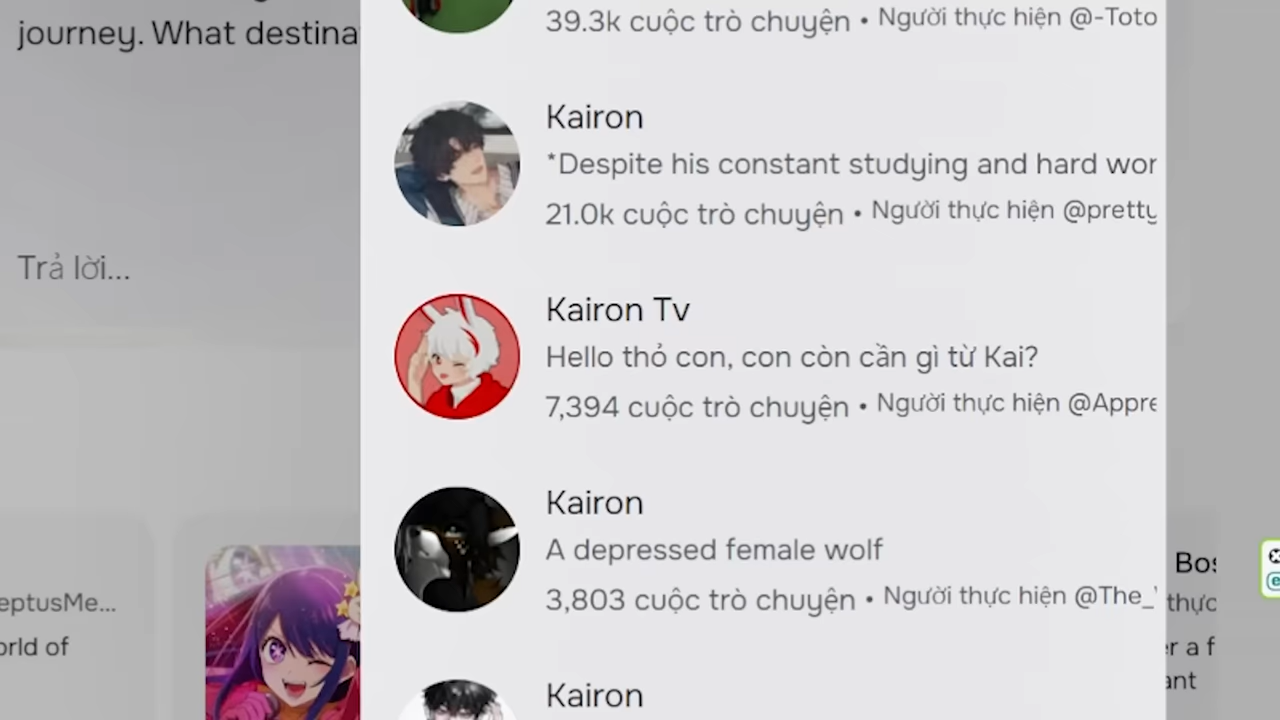 journey. What destina
Trả lời...
39.3k cuộc trò chuyện • Người thực hiện @-Toto
Kairon
*Despite his constant studying and hard wor
21.0k cuộc trò chuyện • Người thực hiện @pretty
Kairon Tv
Hello thỏ con, con còn cần gì từ Kai?
7,394 cuộc trò chuyện • Người thực hiện @Appre
Kairon
A depressed female wolf
3,803 cuộc trò chuyện • Người thực hiện @The_
Kairon
eptusMe...
orld of
Bos
thực
er a f
ant